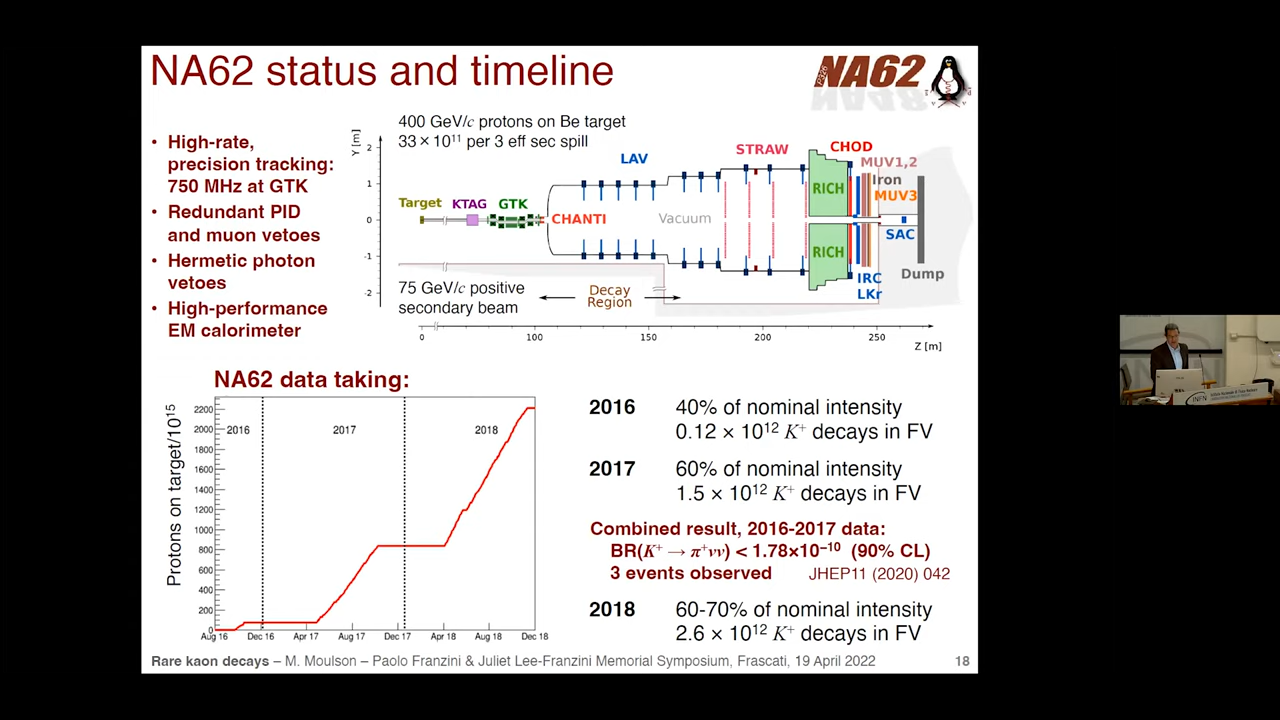 NA62 status and timeline
P326
NA62
• High-rate,
precision tracking:
750 MHz at GTK
• Redundant PID
and muon vetoes
• Hermetic photon
vetoes
• High-performance
EM calorimeter
400 GeV/c protons on Be target
33 × 10¹¹ per 3 eff sec spill
Y [m]
2
1
0
-1
-2
Target
KTAG
GTK
CHANTI
LAV
Vacuum
STRAW
RICH
RICH
CHOD
MUV1,2
Iron
MUV3
SAC
IRC
LKr
Dump
75 GeV/c positive
secondary beam
Decay
Region
0
100
150
200
250
Z [m]
NA62 data taking:
Protons on target/10¹⁵
2200
2000
1800
1600
1400
1200
1000
800
600
400
200
0
2016
2017
2018
Aug 16
Dec 16
Apr 17
Aug 17
Dec 17
Apr 18
Aug 18
Dec 18
2016 40% of nominal intensity
0.12 × 10¹² K⁺ decays in FV
2017 60% of nominal intensity
1.5 × 10¹² K⁺ decays in FV
Combined result, 2016-2017 data:
BR(K⁺ → π⁺νν) < 1.78×10⁻¹⁰ (90% CL)
3 events observed JHEP11 (2020) 042
2018 60-70% of nominal intensity
2.6 × 10¹² K⁺ decays in FV
Rare kaon decays – M. Moulson – Paolo Franzini & Juliet Lee-Franzini Memorial Symposium, Frascati, 19 April 2022
18
INFN